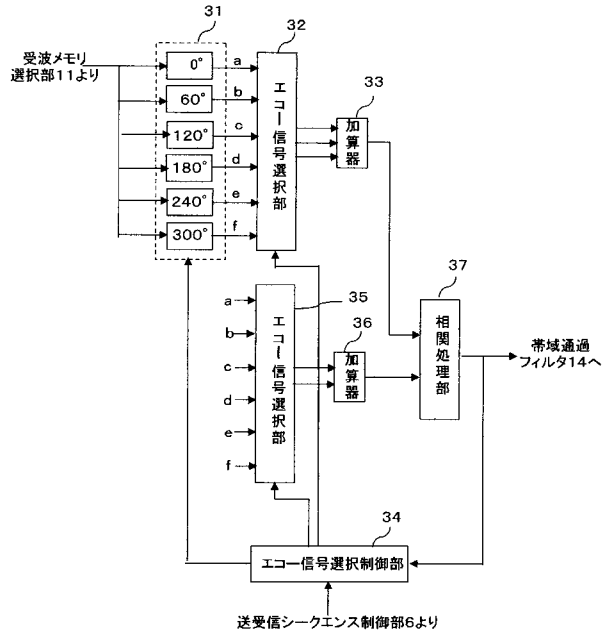 31
32
33
受波メモリ
選択部11より
0°
60°
120°
180°
240°
300°
a
b
c
d
e
f
エコー信号選択部
加算器
37
相関処理部
帯域通過
フィルタ14へ
35
36
a
b
c
d
e
f
エコー信号選択部
加算器
34
エコー信号選択制御部
送受信シークエンス制御部6より